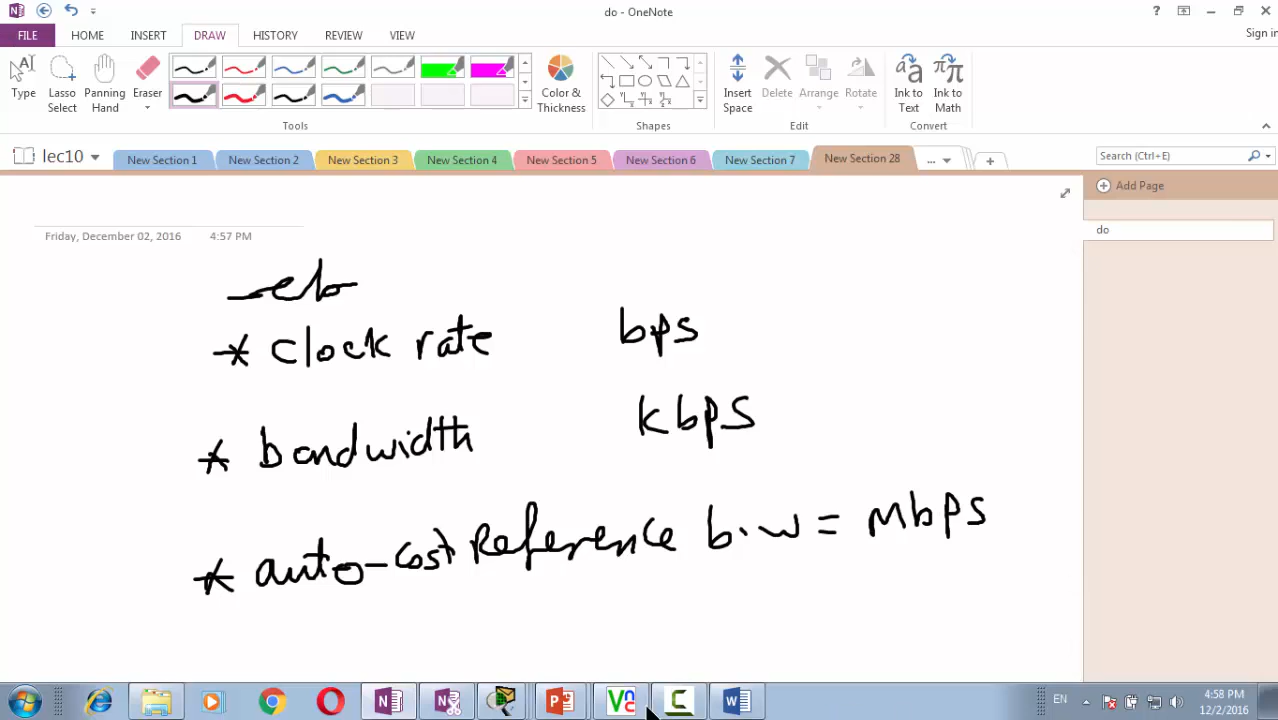 do - OneNote
?
Sign in
FILE HOME INSERT DRAW HISTORY REVIEW VIEW
Type
Lasso Select
Panning Hand
Eraser
Color & Thickness
Insert Space
Delete
Arrange
Rotate
Ink to Text
Ink to Math
Tools
Shapes
Edit
Convert
lec10
New Section 1 New Section 2 New Section 3 New Section 4 New Section 5 New Section 6 New Section 7 New Section 28 ...
Search (Ctrl+E)
Add Page
do
Friday, December 02, 2016 4:57 PM
* Clock rate bps
kbps
* bandwidth
* auto-cost Reference b.w = Mbps
EN
4:58 PM
12/2/2016